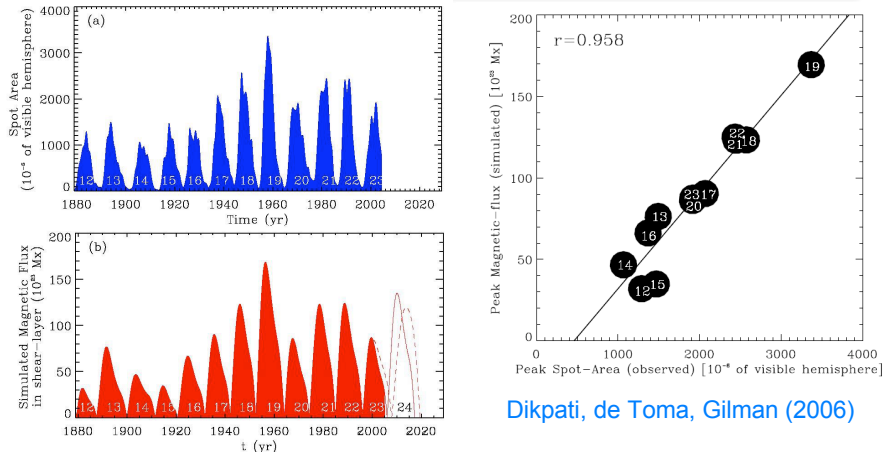 (a)
Spot Area
(10⁻⁶ of visible hemisphere)
4000
3000
2000
1000
0
12 13 14 15 16 17 18 19 20 21 22 23
1880 1900 1920 1940 1960 1980 2000 2020
Time (yr)
(b)
Simulated Magnetic Flux
in shear-layer (10²² Mx)
200
150
100
50
0
12 13 14 15 16 17 18 19 20 21 22 23 24
1880 1900 1920 1940 1960 1980 2000 2020
t (yr)
r=0.958
Peak Magnetic-flux (simulated) [10²² Mx]
200
150
100
50
0
19
22
21
18
23
17
20
13
16
14
12
15
0 1000 2000 3000 4000
Peak Spot-Area (observed) [10⁻⁶ of visible hemisphere]
Dikpati, de Toma, Gilman (2006)